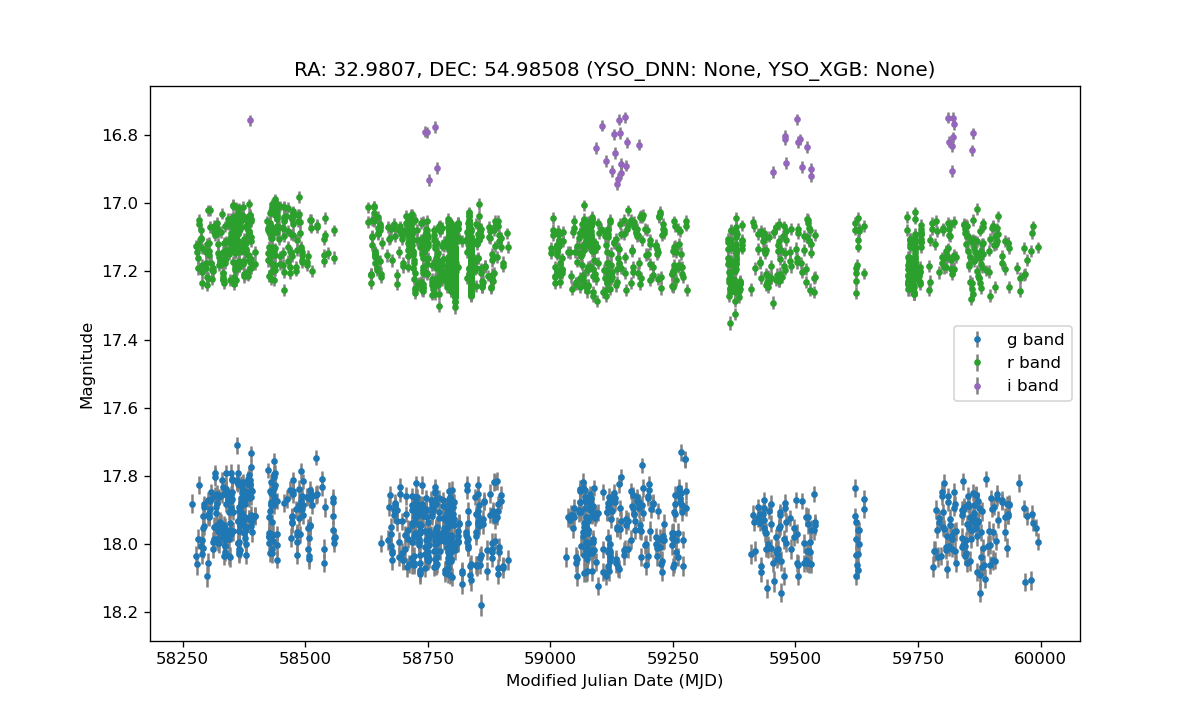 RA: 32.9807, DEC: 54.98508 (YSO_DNN: None, YSO_XGB: None)
Magnitude
16.8
17.0
17.2
17.4
17.6
17.8
18.0
18.2
g band
r band
i band
58250 58500 58750 59000 59250 59500 59750 60000
Modified Julian Date (MJD)